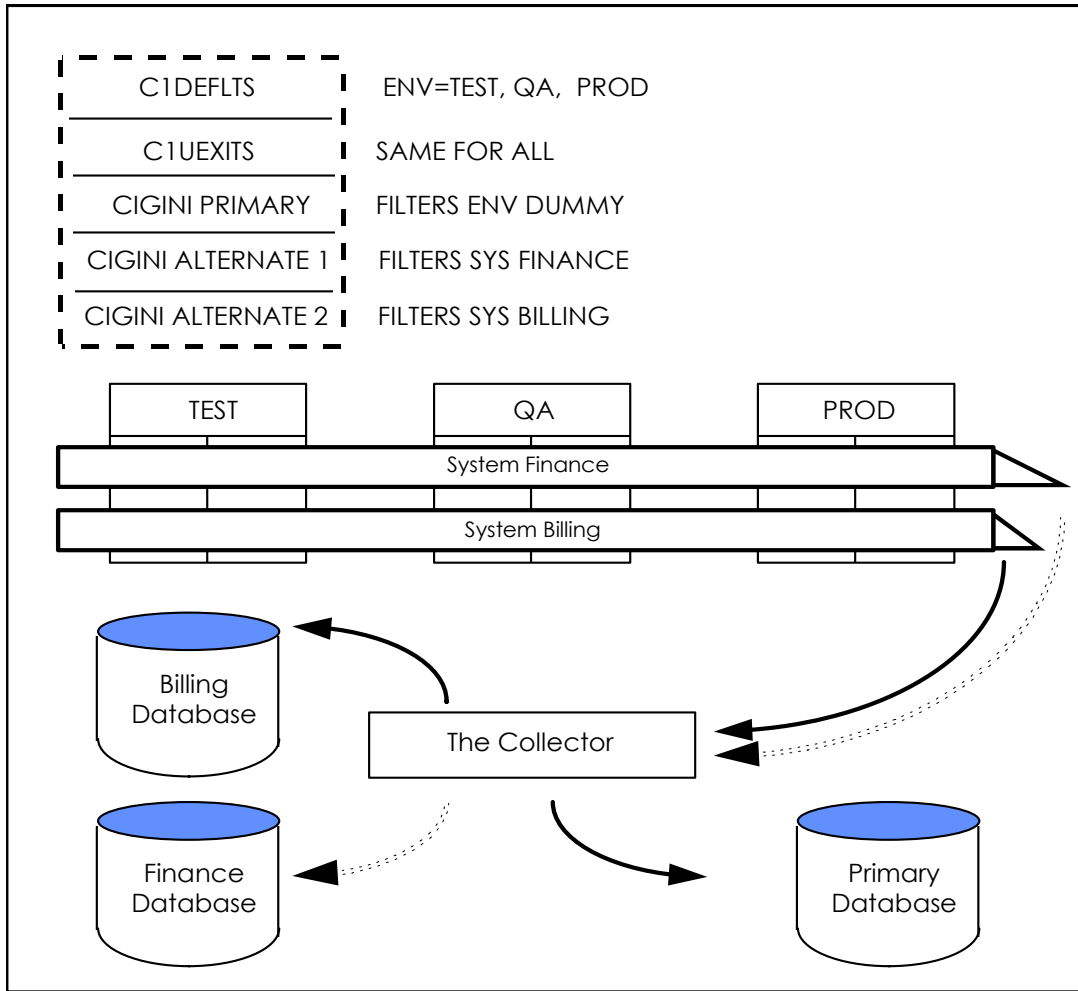 C1DEFLTS ENV=TEST, QA, PROD
C1UEXITS SAME FOR ALL
CIGINI PRIMARY FILTERS ENV DUMMY
CIGINI ALTERNATE 1 FILTERS SYS FINANCE
CIGINI ALTERNATE 2 FILTERS SYS BILLING
TEST QA PROD
System Finance
System Billing
Billing
Database
The Collector
Finance
Database
Primary
Database